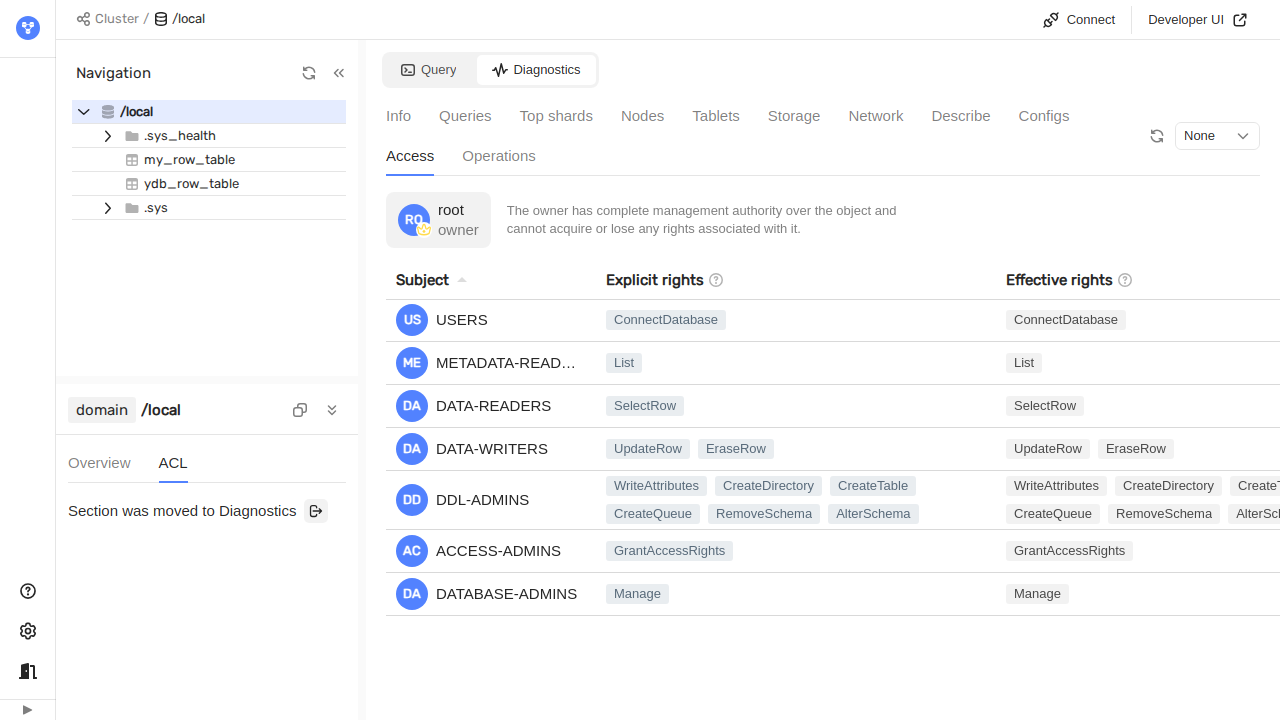 Cluster / /local
Connect
Developer UI
Navigation
/local
.sys_health
my_row_table
ydb_row_table
.sys
domain /local
Overview ACL
Section was moved to Diagnostics
Query Diagnostics
Info Queries Top shards Nodes Tablets Storage Network Describe Configs
Access Operations
None
RO root
owner
The owner has complete management authority over the object and
cannot acquire or lose any rights associated with it.
Subject Explicit rights Effective rights
US USERS ConnectDatabase ConnectDatabase
ME METADATA-READ… List List
DA DATA-READERS SelectRow SelectRow
DA DATA-WRITERS UpdateRow EraseRow UpdateRow EraseRow
DD DDL-ADMINS WriteAttributes CreateDirectory CreateTable WriteAttributes CreateDirectory
CreateQueue RemoveSchema AlterSchema CreateQueue RemoveSchema
AC ACCESS-ADMINS GrantAccessRights GrantAccessRights
DA DATABASE-ADMINS Manage Manage